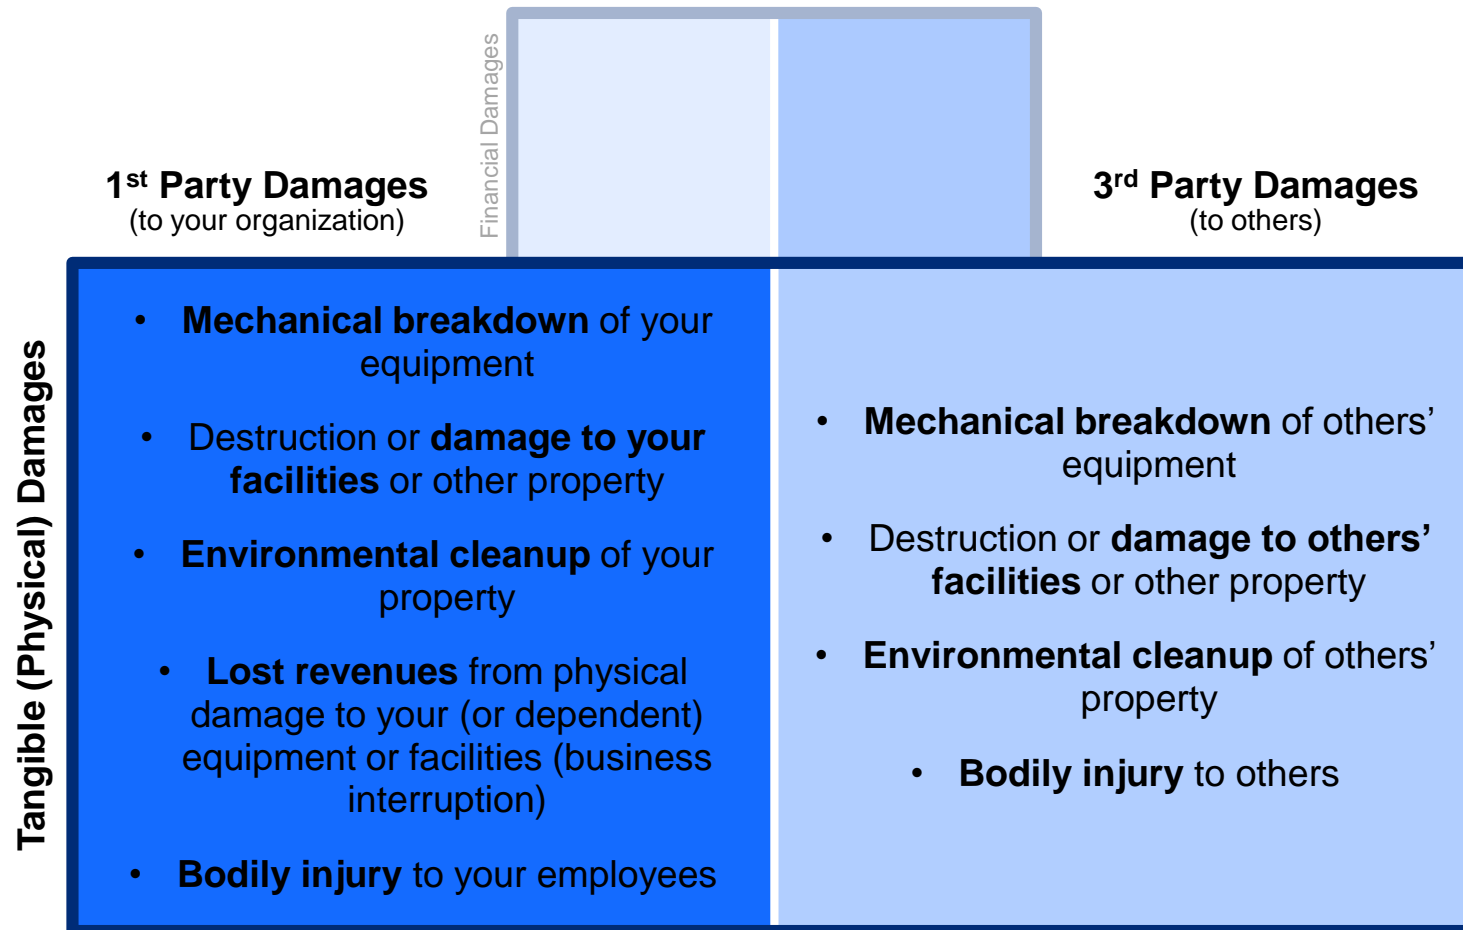 Financial Damages
1st Party Damages
(to your organization)
3rd Party Damages
(to others)
Tangible (Physical) Damages
• Mechanical breakdown of your
equipment
• Destruction or damage to your
facilities or other property
• Environmental cleanup of your
property
• Lost revenues from physical
damage to your (or dependent)
equipment or facilities (business
interruption)
• Bodily injury to your employees
• Mechanical breakdown of others’
equipment
• Destruction or damage to others’
facilities or other property
• Environmental cleanup of others’
property
• Bodily injury to others